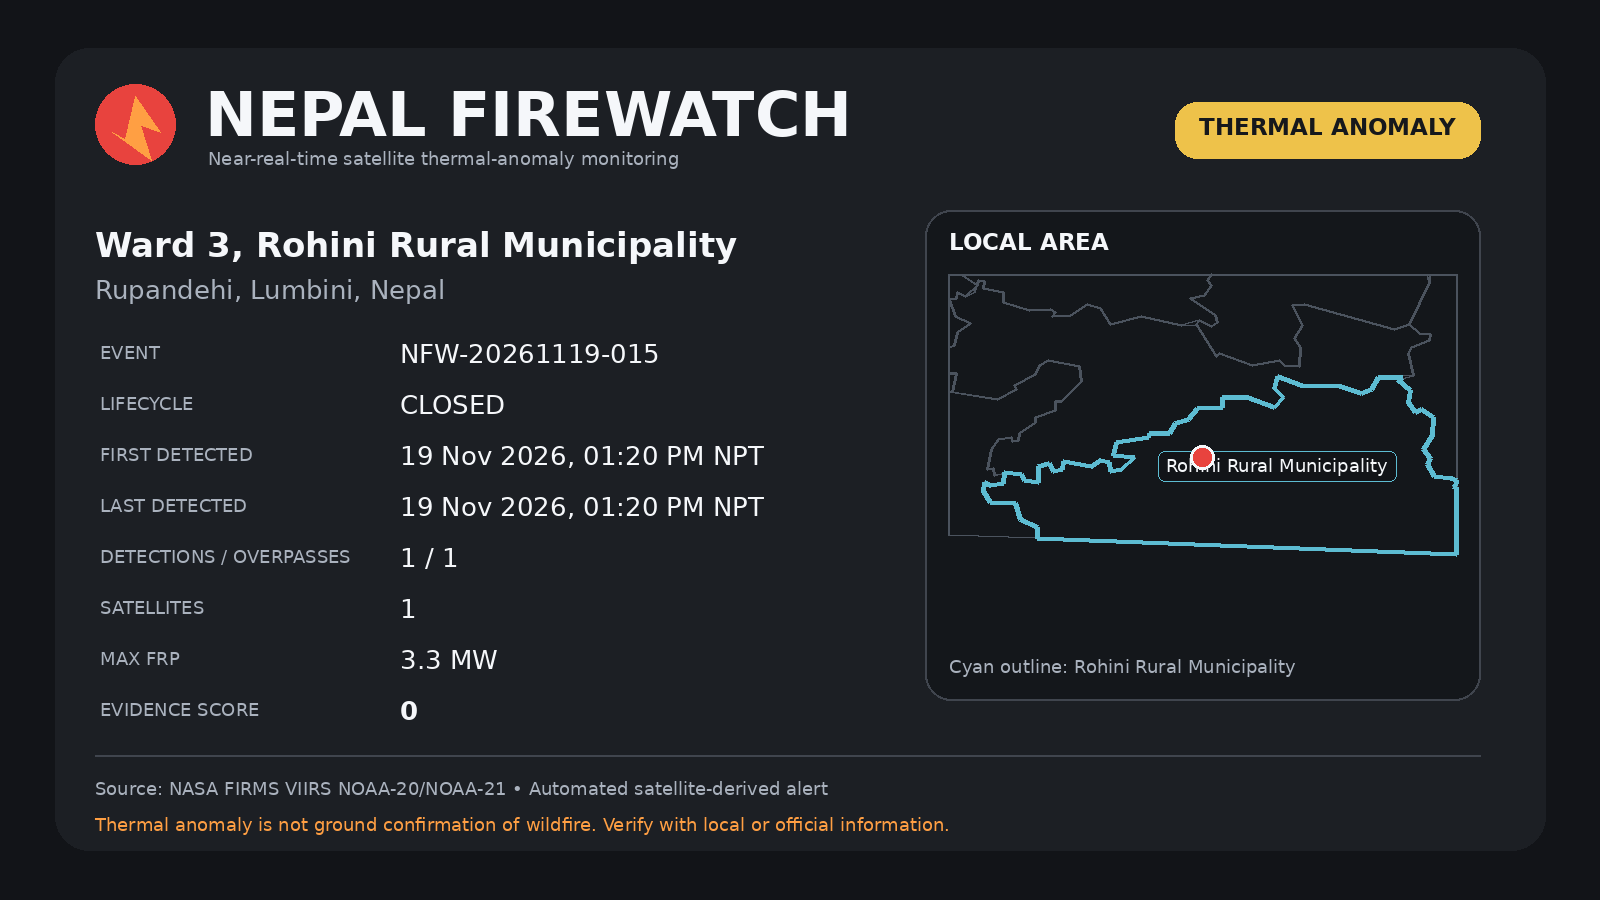 NEPAL FIREWATCH
Near-real-time satellite thermal-anomaly monitoring
THERMAL ANOMALY
Ward 3, Rohini Rural Municipality
Rupandehi, Lumbini, Nepal
EVENT NFW-20261119-015
LIFECYCLE CLOSED
FIRST DETECTED 19 Nov 2026, 01:20 PM NPT
LAST DETECTED 19 Nov 2026, 01:20 PM NPT
DETECTIONS / OVERPASSES 1 / 1
SATELLITES 1
MAX FRP 3.3 MW
EVIDENCE SCORE 0
LOCAL AREA
Rohini Rural Municipality
Cyan outline: Rohini Rural Municipality
Source: NASA FIRMS VIIRS NOAA-20/NOAA-21 • Automated satellite-derived alert
Thermal anomaly is not ground confirmation of wildfire. Verify with local or official information.